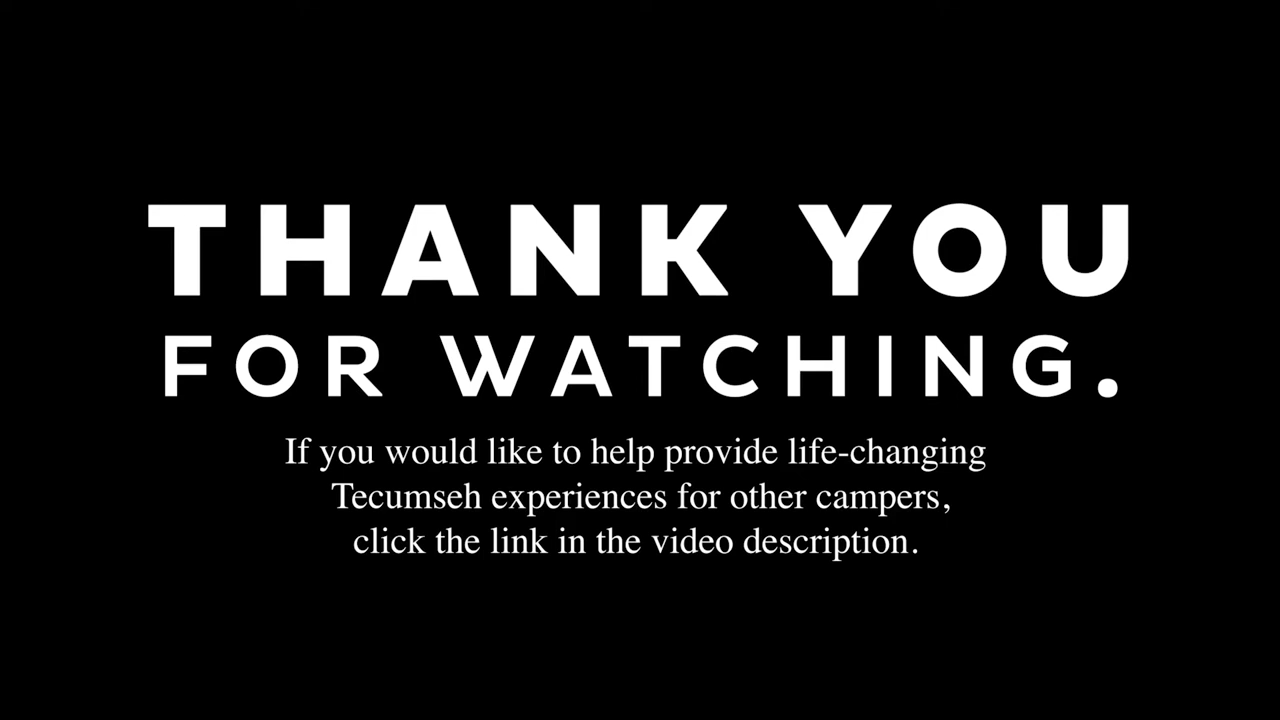 THANK YOU
FOR WATCHING.
If you would like to help provide life-changing
Tecumseh experiences for other campers,
click the link in the video description.